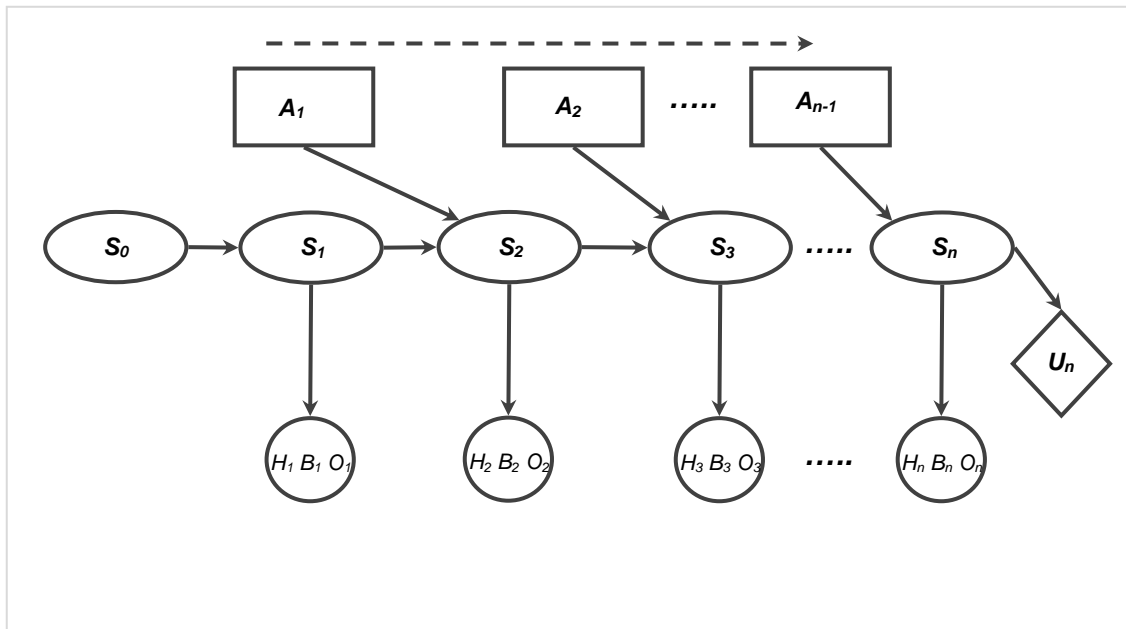 A₁ A₂ ..... Aₙ₋₁
S₀ S₁ S₂ S₃ ..... Sₙ
Uₙ
H₁ B₁ O₁ H₂ B₂ O₂ H₃ B₃ O₃ ..... Hₙ Bₙ Oₙ